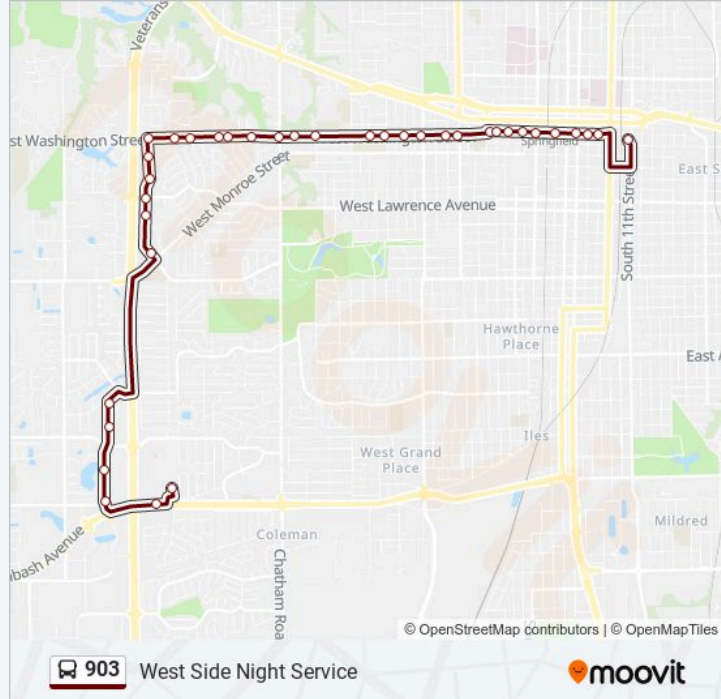 Veterans
st Washington Street
Springfield
East S
West Monroe Street
West Lawrence Avenue
South 11th Street
Hawthorne
Place
East A
Iles
West Grand
Place
Mildred
bash Avenue
Coleman
Chatham Roa
© OpenStreetMap contributors | © OpenMapTiles
903 West Side Night Service
moovit